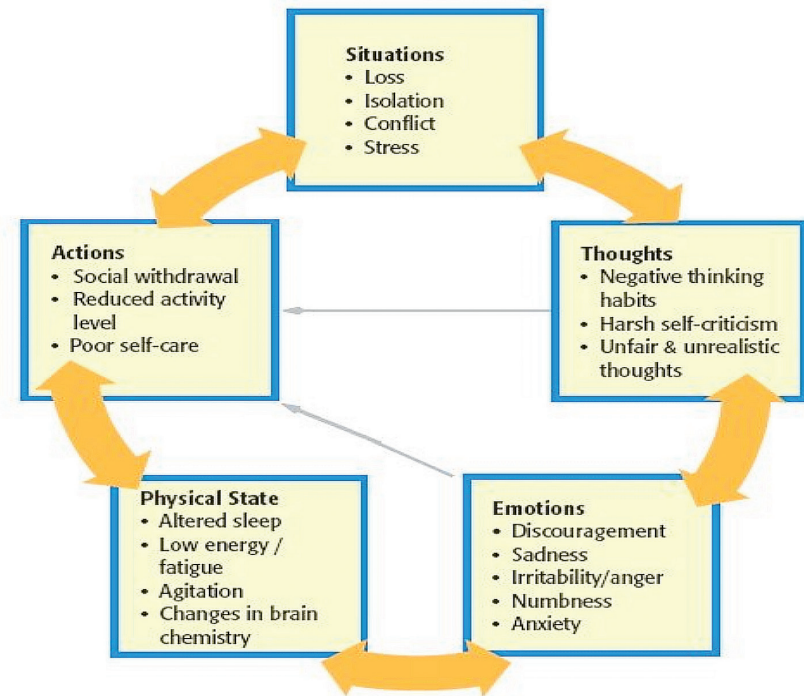 Situations
• Loss
• Isolation
• Conflict
• Stress
Actions
• Social withdrawal
• Reduced activity
level
• Poor self-care
Thoughts
• Negative thinking
habits
• Harsh self-criticism
• Unfair & unrealistic
thoughts
Physical State
• Altered sleep
• Low energy /
fatigue
• Agitation
• Changes in brain
chemistry
Emotions
• Discouragement
• Sadness
• Irritability/anger
• Numbness
• Anxiety